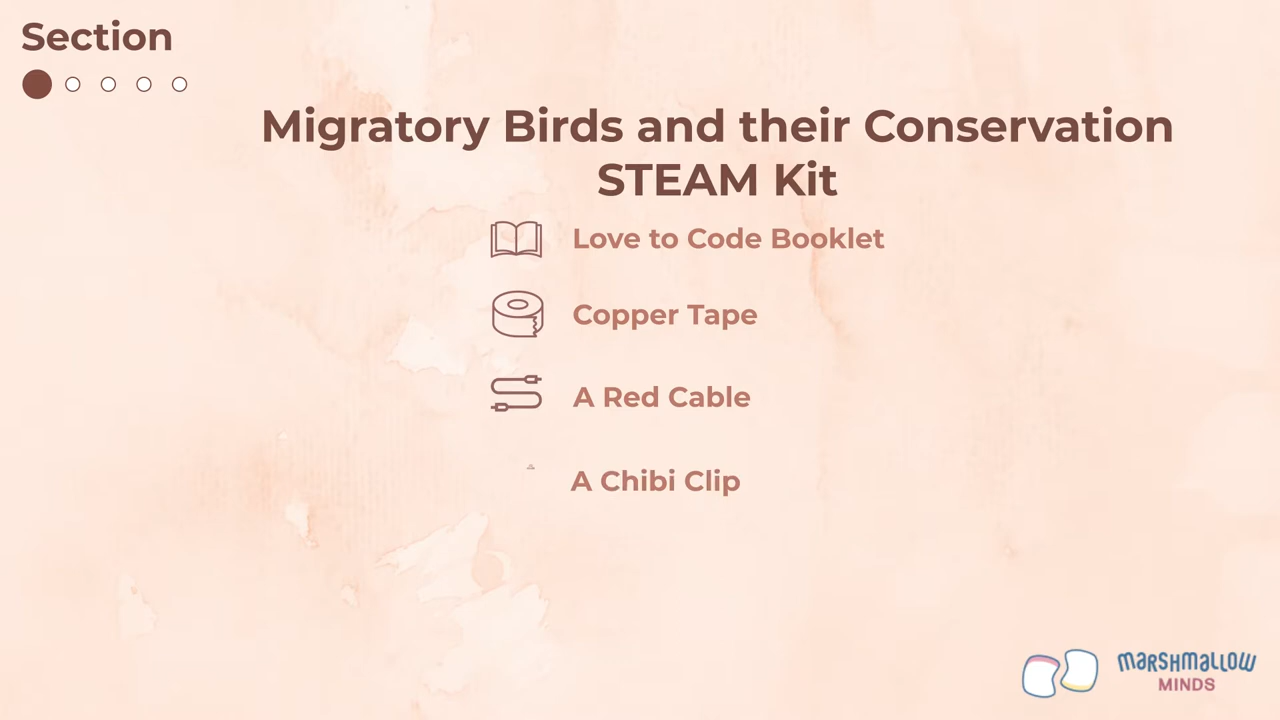 Section
Migratory Birds and their Conservation
STEAM Kit
Love to Code Booklet
Copper Tape
A Red Cable
A Chibi Clip
MARSHMALLOW
MINDS